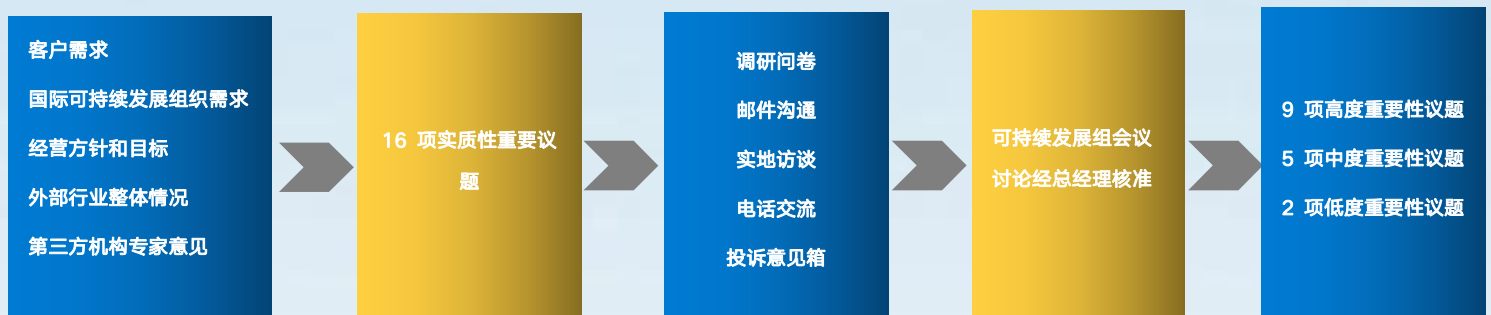 客户需求
国际可持续发展组织需求
经营方针和目标
外部行业整体情况
第三方机构专家意见
16 项实质性重要议
题
调研问卷
邮件沟通
实地访谈
电话交流
投诉意见箱
可持续发展组会议
讨论经总经理核准
9 项高度重要性议题
5 项中度重要性议题
2 项低度重要性议题